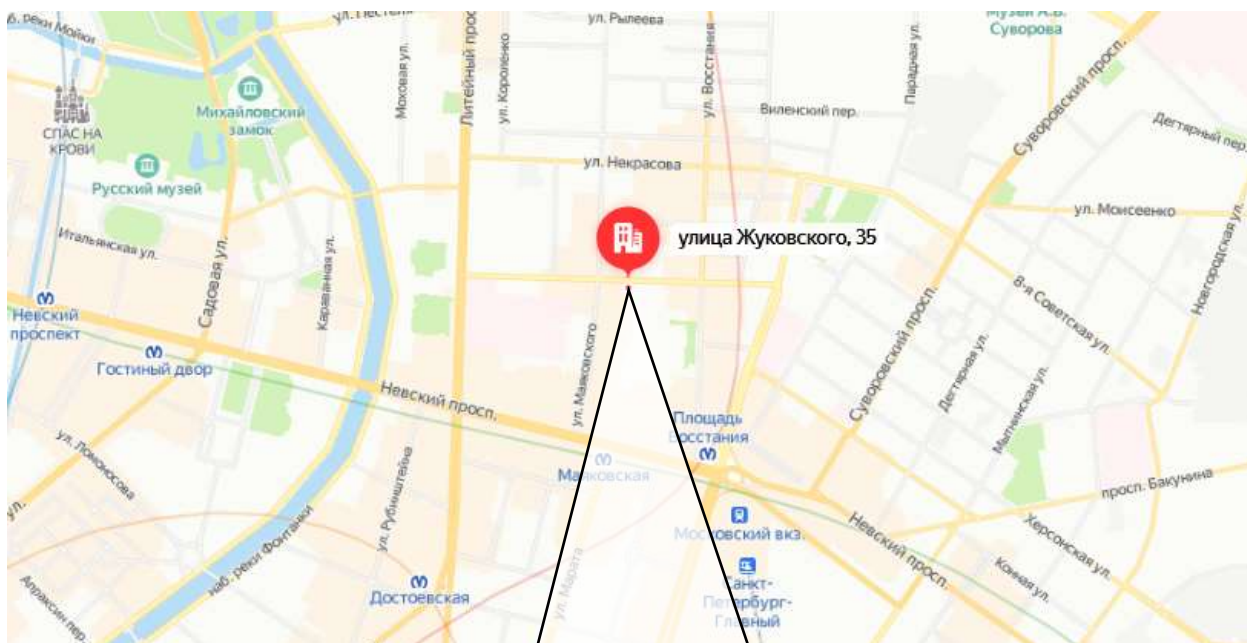 б. реки Мойки
ул. Пестеля
Литейный прос
ул. Рылеева
Музей А.В.
Суворова
Моховая ул.
ул. Короленко
ул. Восстания
Парадная ул.
Суворовский просп.
Виленский пер.
Дегтярный пер.
Михайловский
замок
СПАС НА
КРОВИ
Русский музей
ул. Некрасова
ул. Моисеенко
Новгородская ул.
Итальянская ул.
Садовая ул.
Караванная ул.
улица Жуковского, 35
8-я Советская ул.
Суворовский просп.
Невский
проспект
Гостиный двор
Невский просп.
ул. Маяковского
Дегтярная ул.
Мытнинская ул.
Площадь
Восстания
ул. Ломоносова
ул. Рубинштейна
Маяковская
просп. Бакунина
ул.
наб. реки Фонтанки
Московский вкз.
Невский просп.
Херсонская ул.
Конная ул.
Достоевская
ул. Марата
Санкт-
Петербург-
Главный
Апраксин пер.